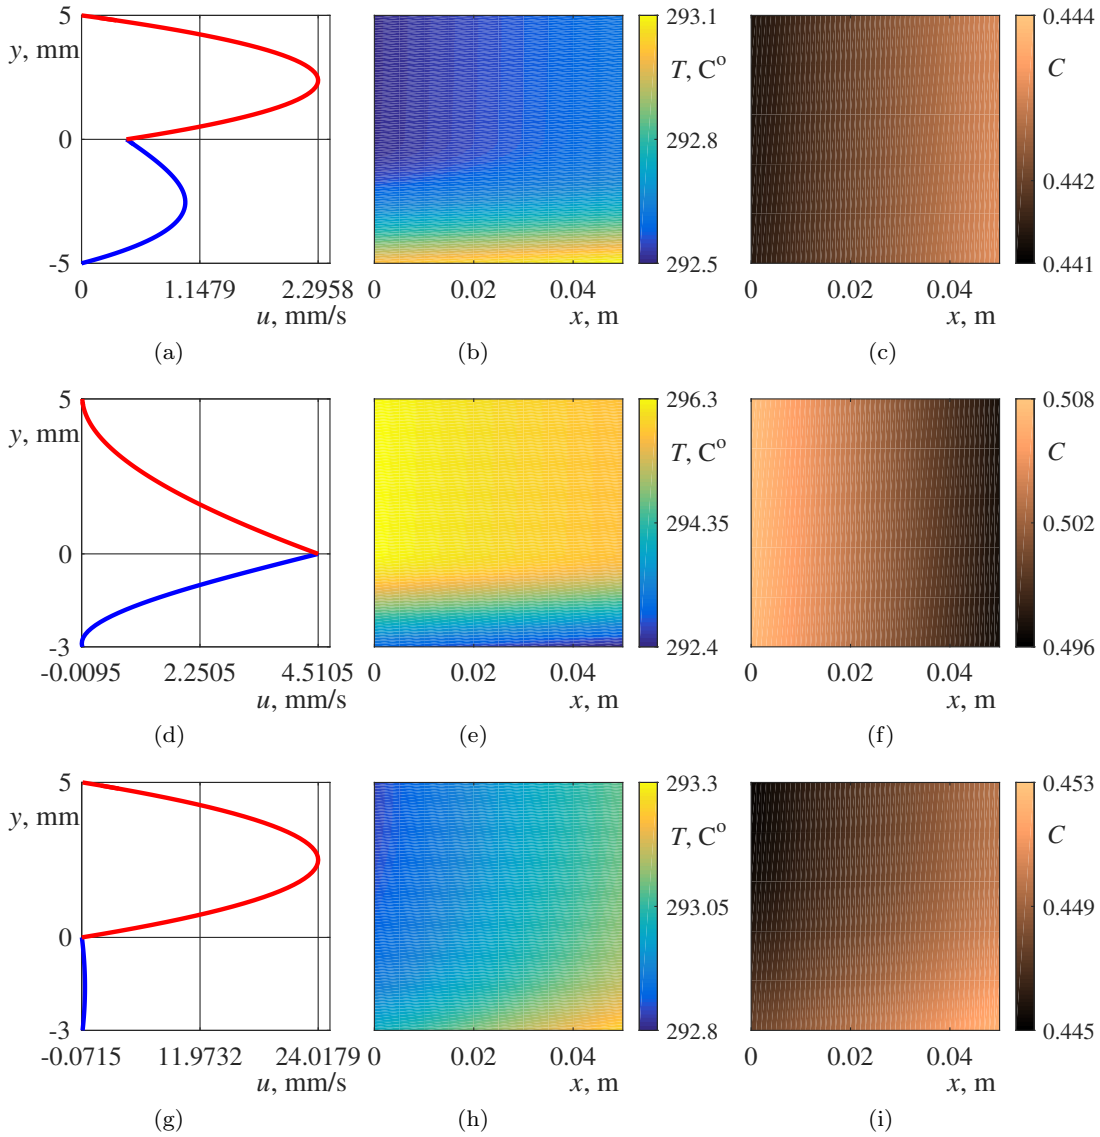 5
y, mm
0
-5
0 1.1479 2.2958
u, mm/s
(a)
293.1
T, C°
292.8
292.5
0 0.02 0.04
x, m
(b)
0.444
C
0.442
0.441
0 0.02 0.04
x, m
(c)
5
y, mm
0
-3
-0.0095 2.2505 4.5105
u, mm/s
(d)
296.3
T, C°
294.35
292.4
0 0.02 0.04
x, m
(e)
0.508
C
0.502
0.496
0 0.02 0.04
x, m
(f)
5
y, mm
0
-3
-0.0715 11.9732 24.0179
u, mm/s
(g)
293.3
T, C°
293.05
292.8
0 0.02 0.04
x, m
(h)
0.453
C
0.449
0.445
0 0.02 0.04
x, m
(i)